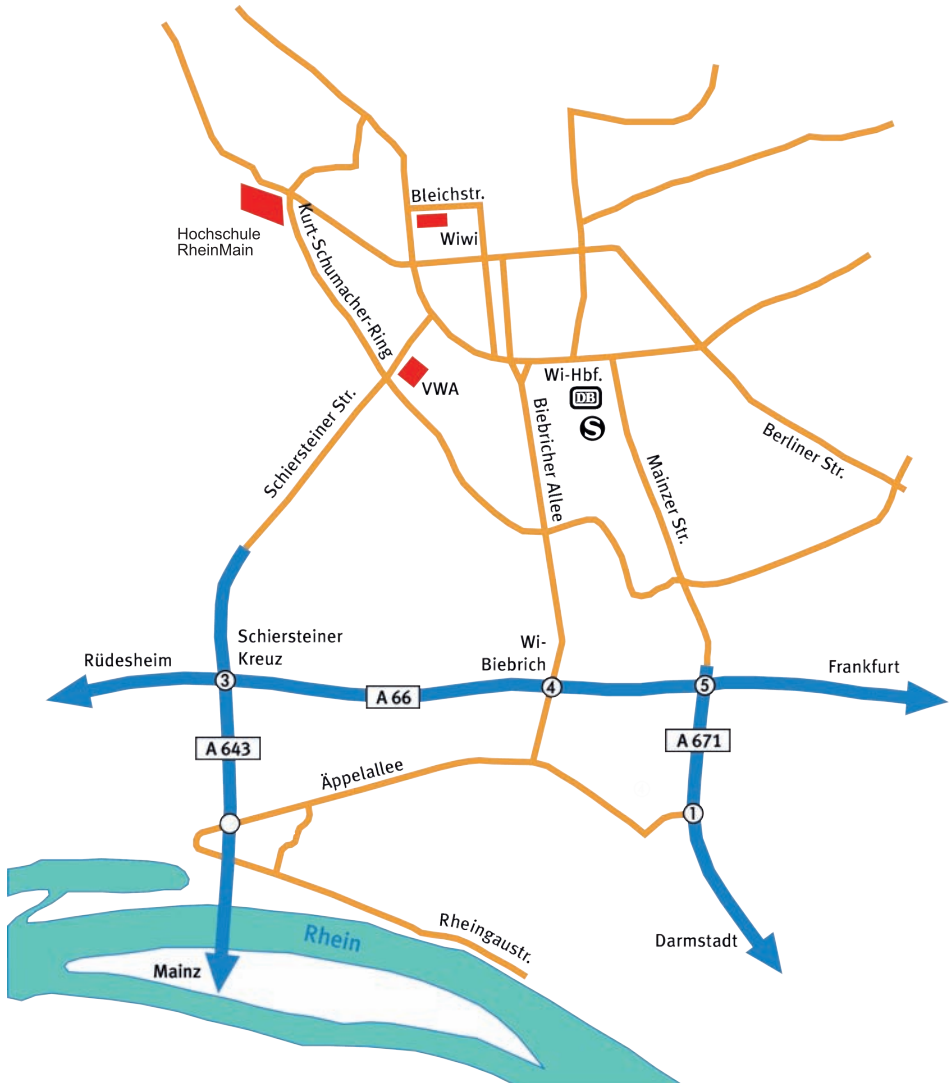 Bleichstr.
Wiwi
Hochschule
RheinMain
Kurt-Schumacher-Ring
VWA
Wi-Hbf.
DB
S
Schiersteiner Str.
Biebricher Allee
Mainzer Str.
Berliner Str.
Schiersteiner
Kreuz
Wi-
Biebrich
Rüdesheim
Frankfurt
3
A 66
4
5
A 643
A 671
Äppelallee
1
Rheingaustr.
Rhein
Darmstadt
Mainz